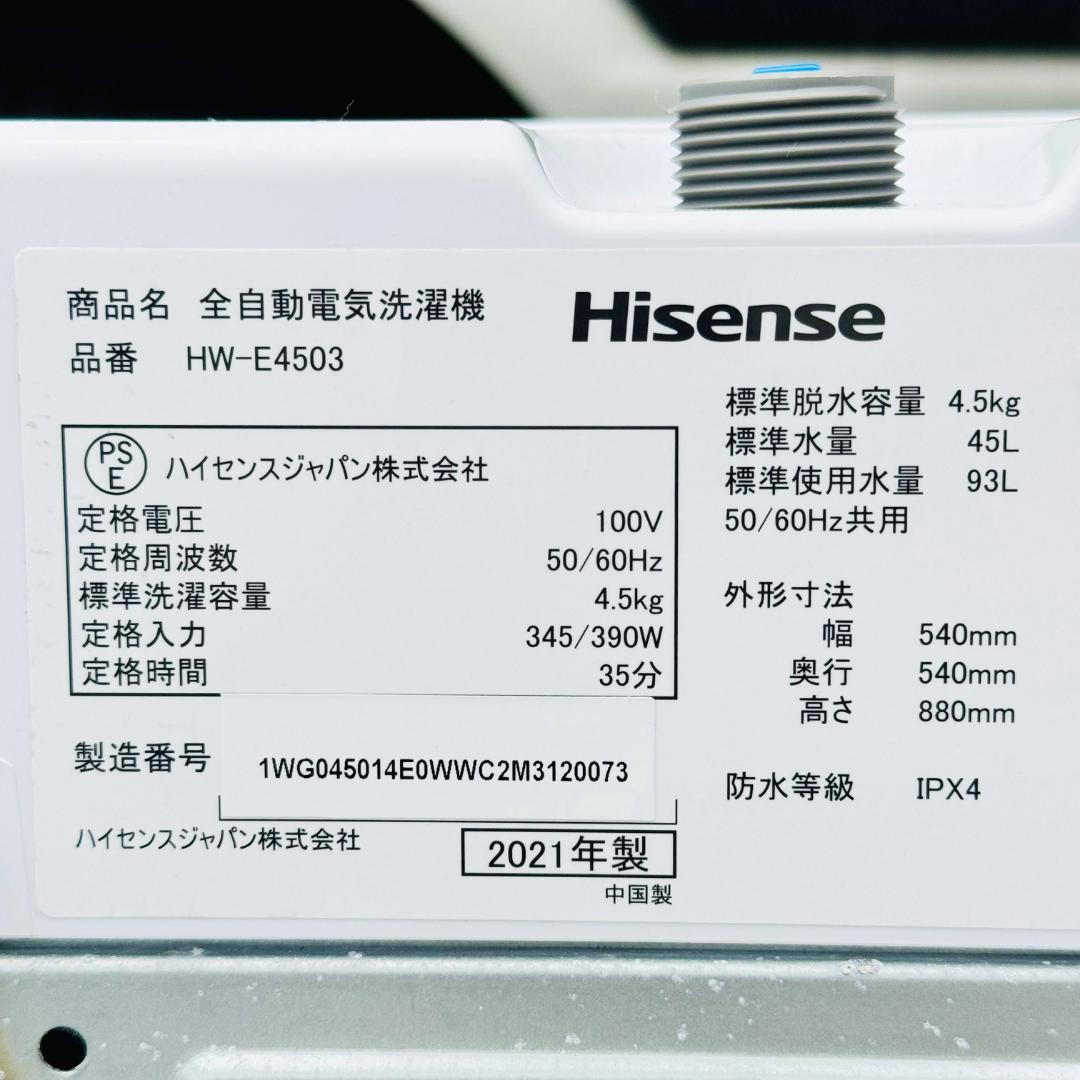 商品名 全自動電気洗濯機
品番 HW-E4503
Hisense
PS
E
ハイセンスジャパン株式会社
定格電圧 100V
定格周波数 50/60Hz
標準洗濯容量 4.5kg
定格入力 345/390W
定格時間 35分
製造番号 1WG045014E0WWC2M3120073
ハイセンスジャパン株式会社
2021年製
中国製
標準脱水容量 4.5kg
標準水量 45L
標準使用水量 93L
50/60Hz共用
外形寸法
幅 540mm
奥行 540mm
高さ 880mm
防水等級 IPX4